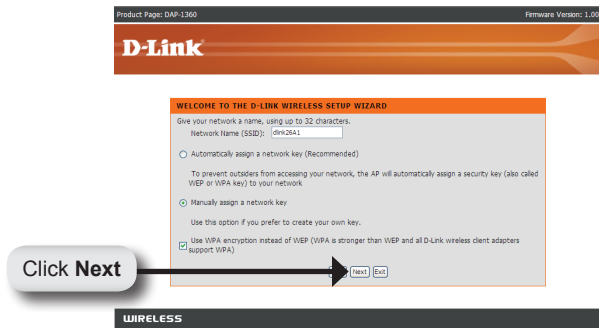 Product Page: DAP-1360 Firmware Version: 1.00
D-Link
WELCOME TO THE D-LINK WIRELESS SETUP WIZARD
Give your network a name, using up to 32 characters.
Network Name (SSID): dlink26A1
Automatically assign a network key (Recommended)
To prevent outsiders from accessing your network, the AP will automatically assign a security key (also called
WEP or WPA key) to your network
Manually assign a network key
Use this option if you prefer to create your own key.
Use WPA encryption instead of WEP (WPA is stronger than WEP and all D-Link wireless client adapters
support WPA)
Click Next
Next Exit
WIRELESS